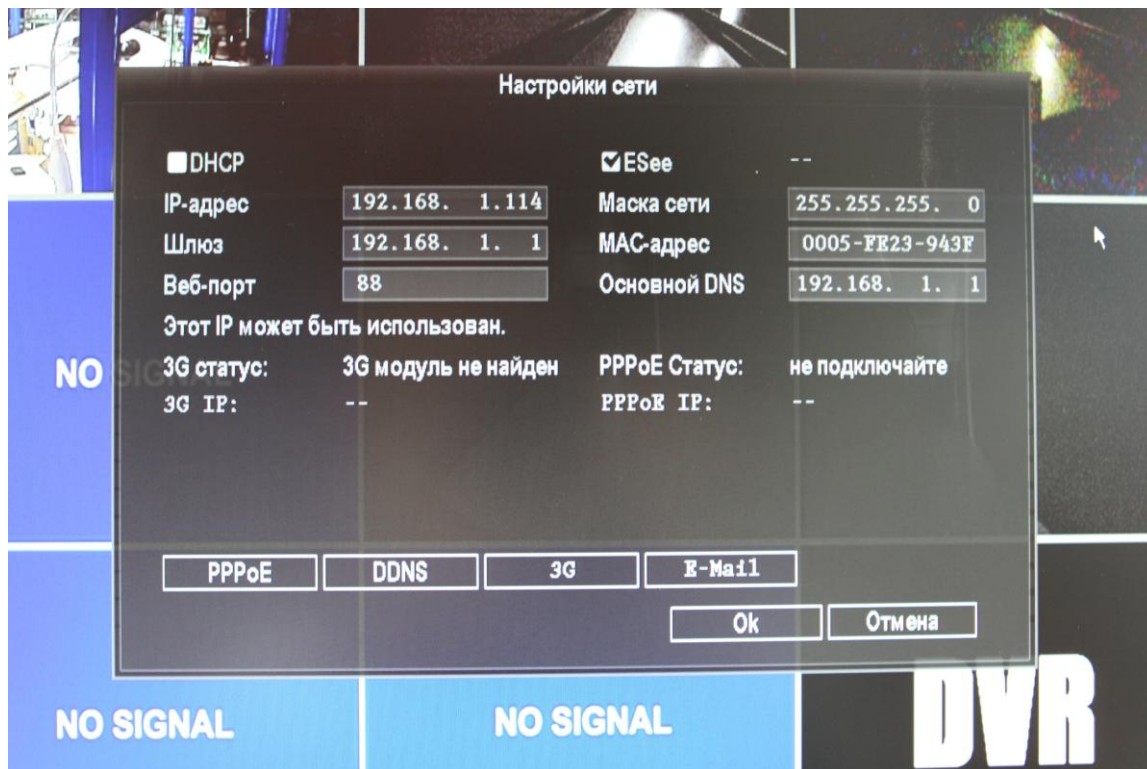 Настройки сети
DHCP ESee --
IP-адрес 192.168. 1.114 Маска сети 255.255.255. 0
Шлюз 192.168. 1. 1 MAC-адрес 0005-FE23-943F
Веб-порт 88 Основной DNS 192.168. 1. 1
Этот IP может быть использован.
NO SIGNAL
3G статус: 3G модуль не найден PPPoE Статус: не подключайте
3G IP: -- PPPoE IP: --
PPPoE DDNS 3G E-Mail
Ok Отмена
NO SIGNAL NO SIGNAL DVR